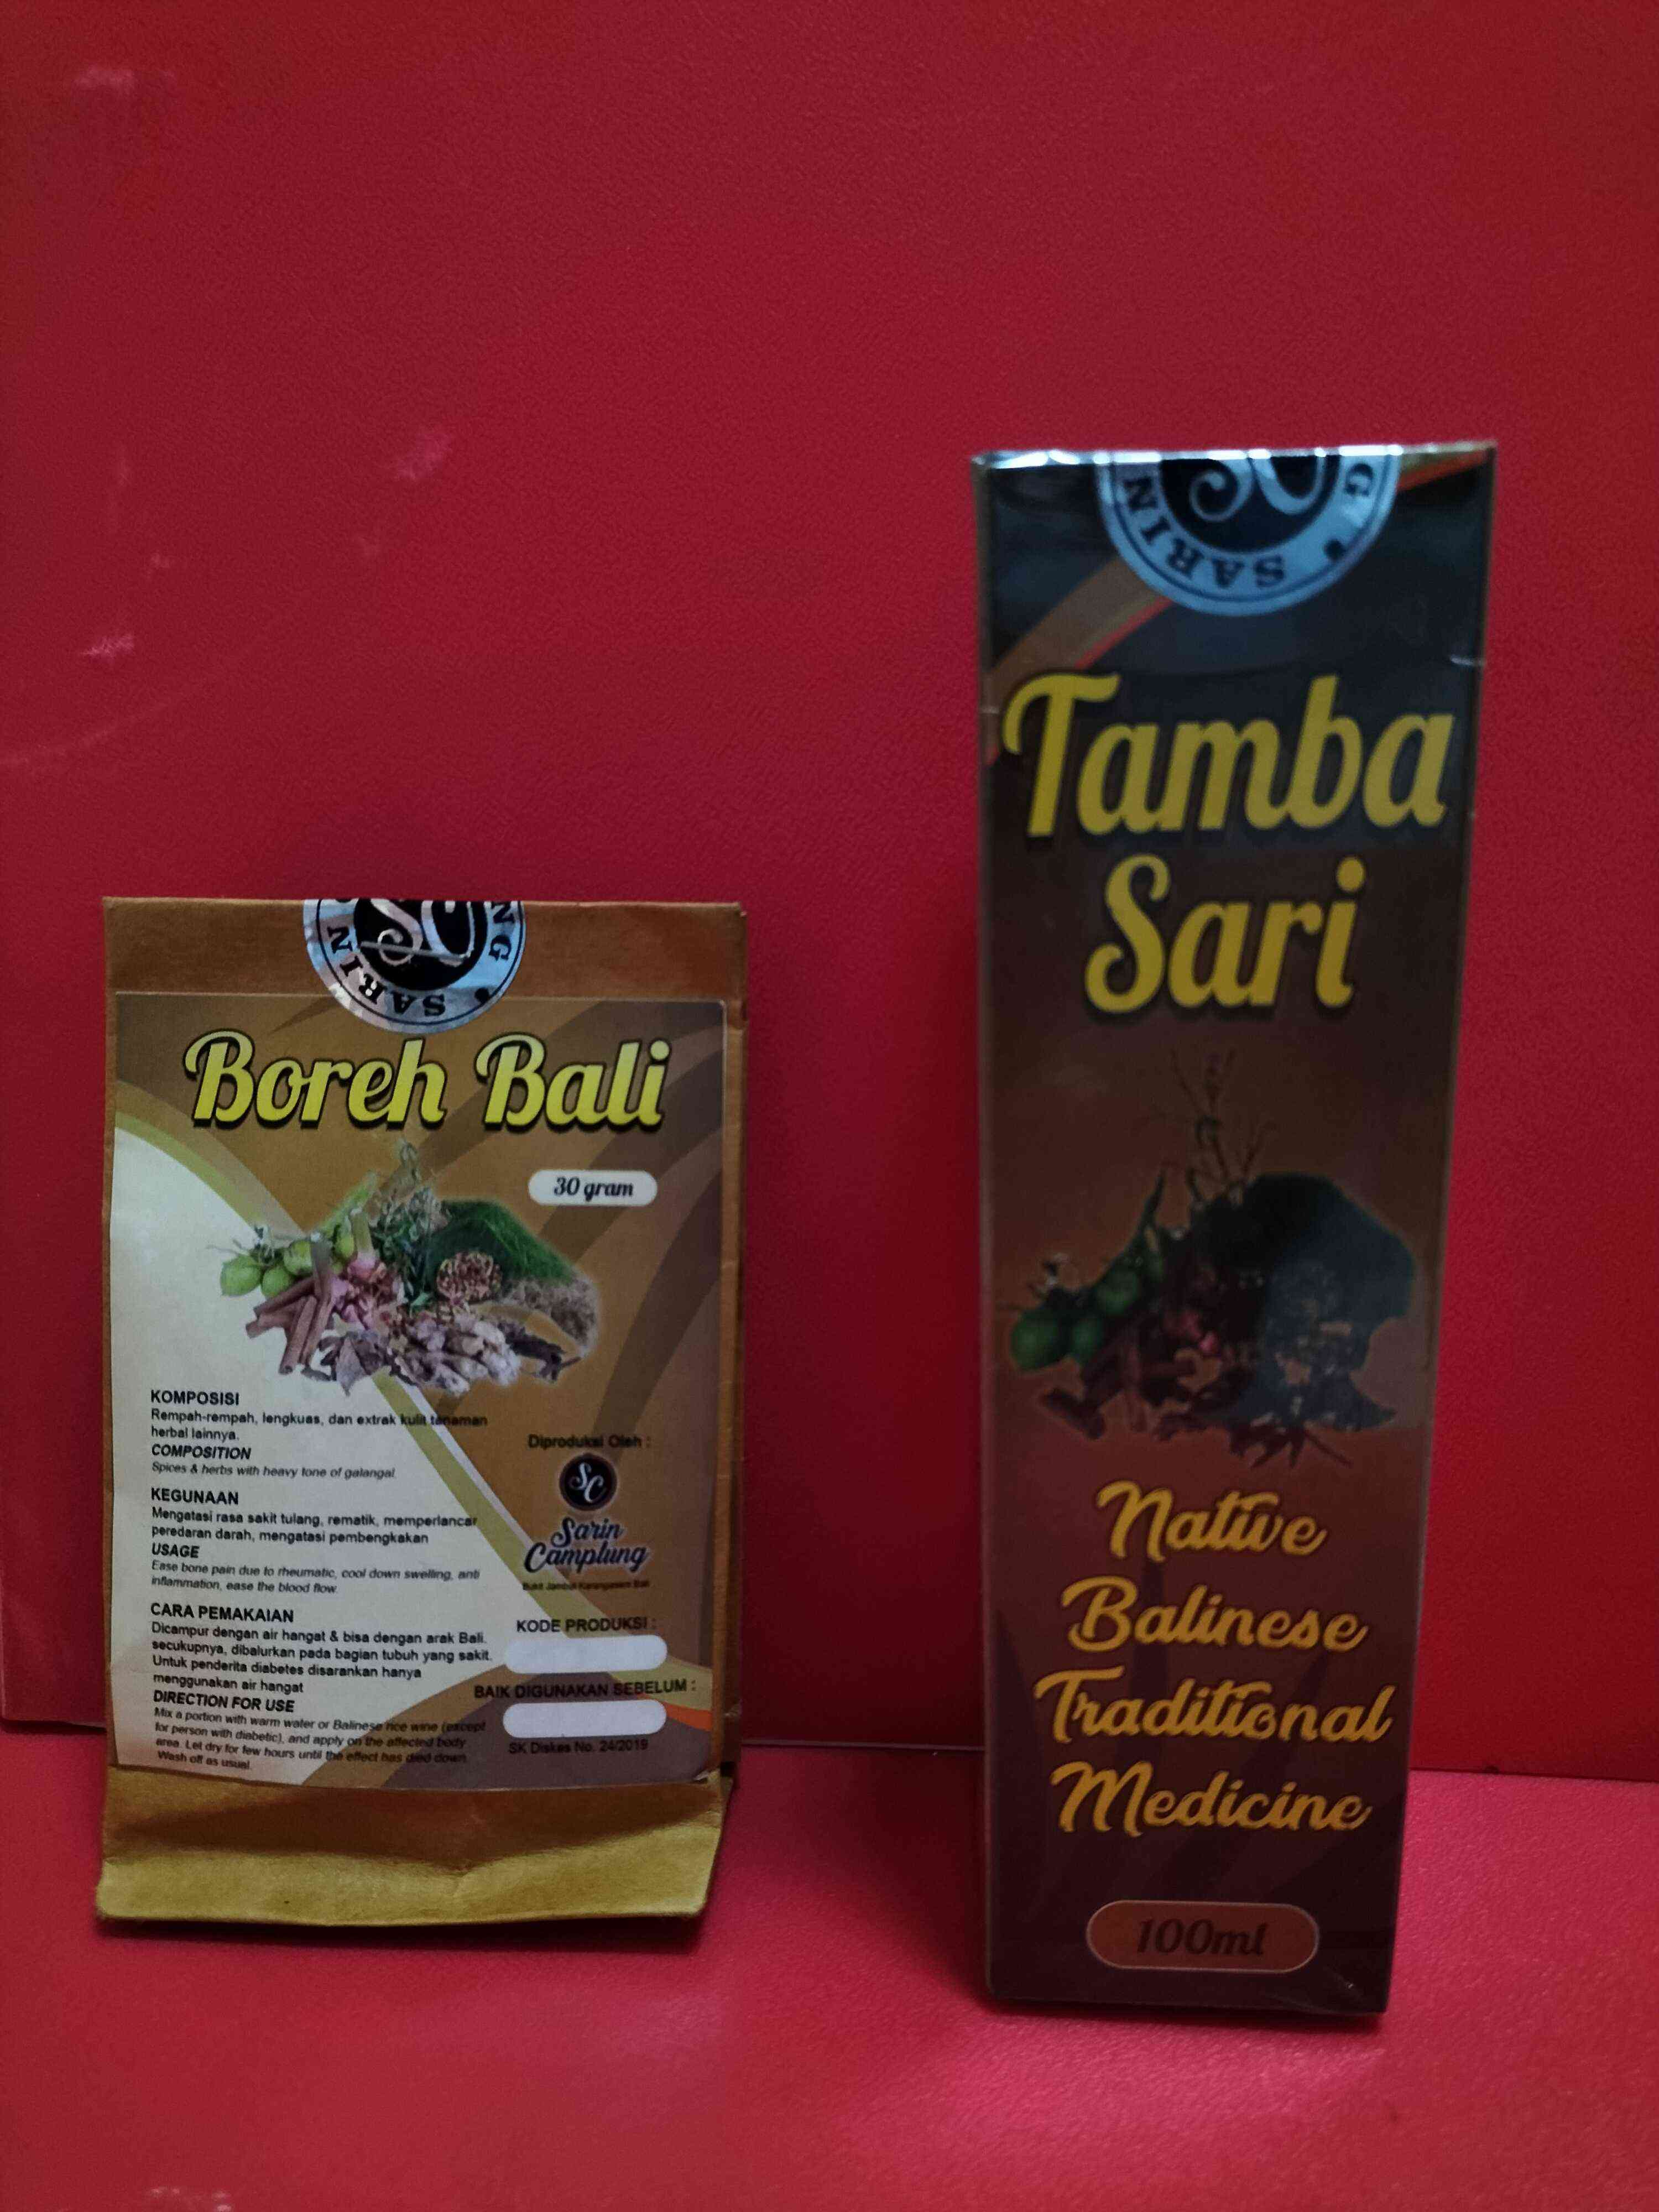 SARIN
NG
Boreh Bali
30 gram
KOMPOSISI
Rempah-rempah, lengkuas, dan extrak kulit tanaman
herbal lainnya.
COMPOSITION
Spices & herbs with heavy tone of galangal.
KEGUNAAN
Mengatasi rasa sakit tulang, rematik, memperlancar
peredaran darah, mengatasi pembengkakan
USAGE
Ease bone pain due to rheumatic, cool down swelling, anti
inflammation, ease the blood flow.
CARA PEMAKAIAN
Dicampur dengan air hangat & bisa dengan arak Bali.
secukupnya, dibalurkan pada bagian tubuh yang sakit.
Untuk penderita diabetes disarankan hanya
menggunakan air hangat
DIRECTION FOR USE
Mix a portion with warm water or Balinese rice wine (except
for person with diabetic), and apply on the affected body
area. Let dry for few hours until the effect has died down.
Wash off as usual.
Diproduksi Oleh :
SC
Sarin
Camplung
Bukit Jambul Karangasem Bali
KODE PRODUKSI :
BAIK DIGUNAKAN SEBELUM :
SK Diskes No. 24/2019
SC
SARIN
G
Tamba
Sari
Native
Balinese
Traditional
Medicine
100ml